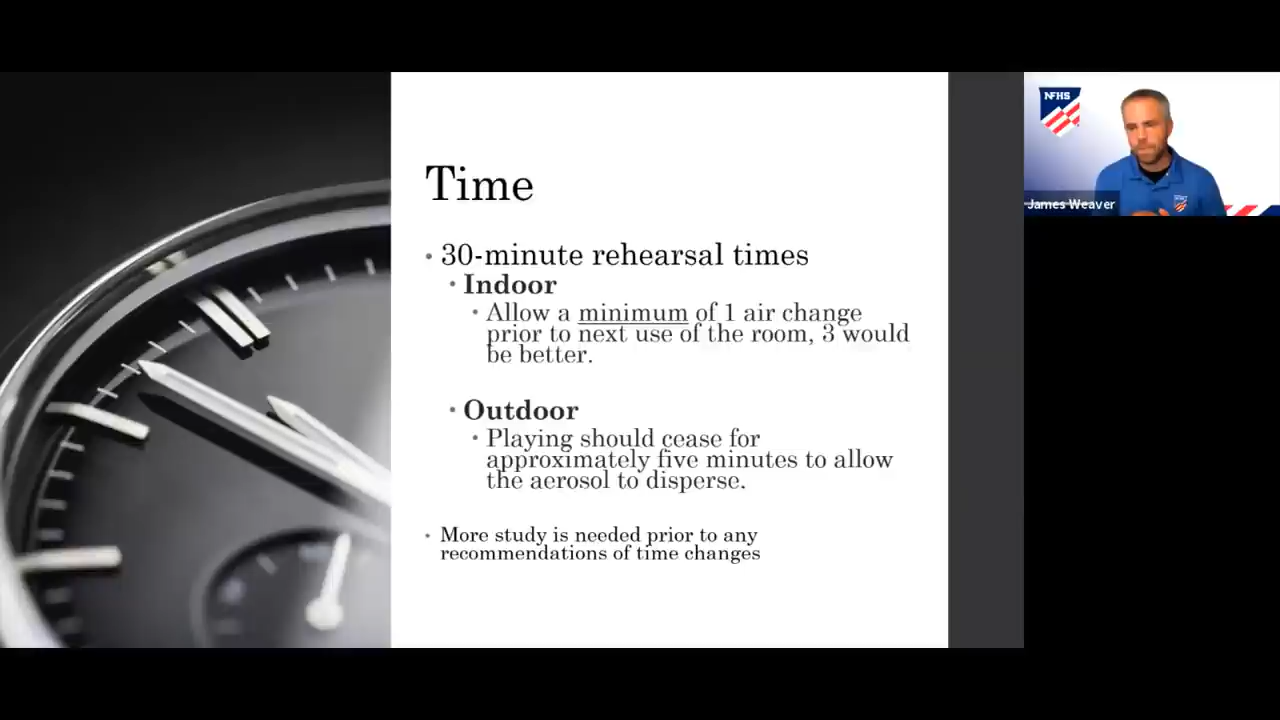 Time
• 30-minute rehearsal times
• Indoor
• Allow a minimum of 1 air change
prior to next use of the room, 3 would
be better.
• Outdoor
• Playing should cease for
approximately five minutes to allow
the aerosol to disperse.
• More study is needed prior to any
recommendations of time changes
NFHS
James Weaver